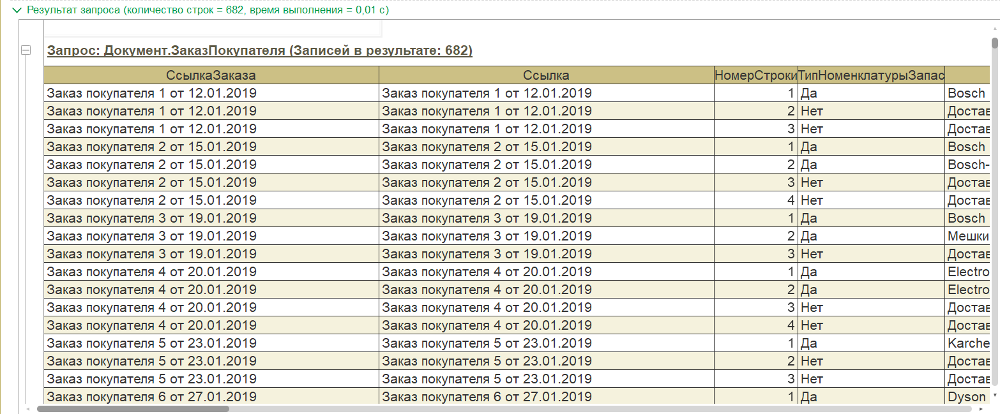 Результат запроса (количество строк = 682, время выполнения = 0,01 с)
Запрос: Документ.ЗаказПокупателя (Записей в результате: 682)
СсылкаЗаказа Ссылка НомерСтроки ТипНоменклатурыЗапас
Заказ покупателя 1 от 12.01.2019 Заказ покупателя 1 от 12.01.2019 1 Да Bosch
Заказ покупателя 1 от 12.01.2019 Заказ покупателя 1 от 12.01.2019 2 Нет Достав
Заказ покупателя 1 от 12.01.2019 Заказ покупателя 1 от 12.01.2019 3 Нет Достав
Заказ покупателя 2 от 15.01.2019 Заказ покупателя 2 от 15.01.2019 1 Да Bosch
Заказ покупателя 2 от 15.01.2019 Заказ покупателя 2 от 15.01.2019 2 Да Bosch-
Заказ покупателя 2 от 15.01.2019 Заказ покупателя 2 от 15.01.2019 3 Нет Достав
Заказ покупателя 2 от 15.01.2019 Заказ покупателя 2 от 15.01.2019 4 Нет Достав
Заказ покупателя 3 от 19.01.2019 Заказ покупателя 3 от 19.01.2019 1 Да Bosch
Заказ покупателя 3 от 19.01.2019 Заказ покупателя 3 от 19.01.2019 2 Да Мешки
Заказ покупателя 3 от 19.01.2019 Заказ покупателя 3 от 19.01.2019 3 Нет Достав
Заказ покупателя 4 от 20.01.2019 Заказ покупателя 4 от 20.01.2019 1 Да Electro
Заказ покупателя 4 от 20.01.2019 Заказ покупателя 4 от 20.01.2019 2 Да Electro
Заказ покупателя 4 от 20.01.2019 Заказ покупателя 4 от 20.01.2019 3 Нет Достав
Заказ покупателя 4 от 20.01.2019 Заказ покупателя 4 от 20.01.2019 4 Нет Достав
Заказ покупателя 5 от 23.01.2019 Заказ покупателя 5 от 23.01.2019 1 Да Karche
Заказ покупателя 5 от 23.01.2019 Заказ покупателя 5 от 23.01.2019 2 Нет Достав
Заказ покупателя 5 от 23.01.2019 Заказ покупателя 5 от 23.01.2019 3 Нет Достав
Заказ покупателя 6 от 27.01.2019 Заказ покупателя 6 от 27.01.2019 1 Да Dyson